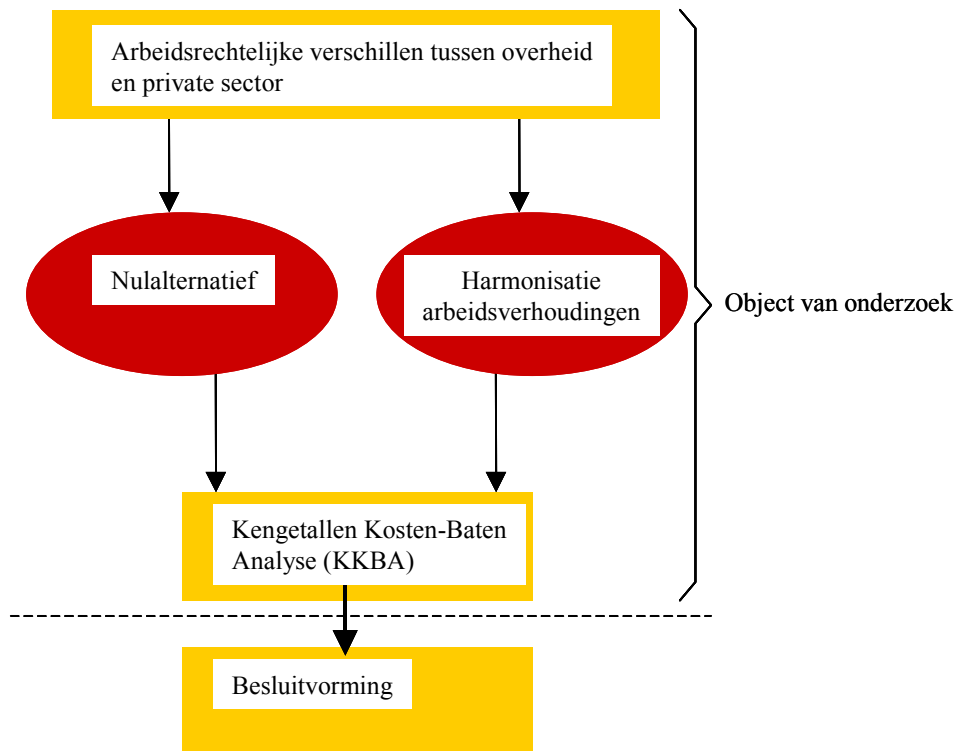 Arbeidsrechtelijke verschillen tussen overheid
en private sector
Nulalternatief
Harmonisatie
arbeidsverhoudingen
Object van onderzoek
Kengetallen Kosten-Baten
Analyse (KKBA)
Besluitvorming